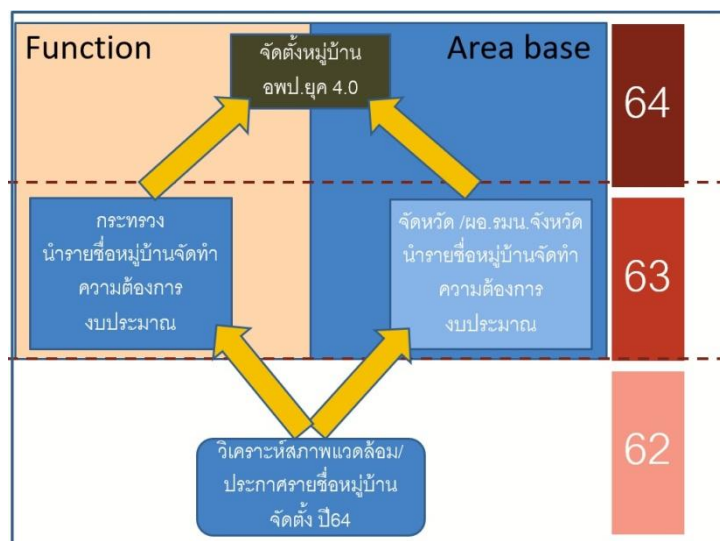 Function
Area base
จัดตั้งหมู่บ้าน
อพป.ยุค 4.0
64
กระทรวง
นำรายชื่อหมู่บ้านจัดทำ
ความต้องการ
งบประมาณ
จัดหวัด /ผอ.รมน.จังหวัด
นำรายชื่อหมู่บ้านจัดทำ
ความต้องการ
งบประมาณ
63
วิเคราะห์สภาพแวดล้อม/
ประกาศรายชื่อหมู่บ้าน
จัดตั้ง ปี64
62